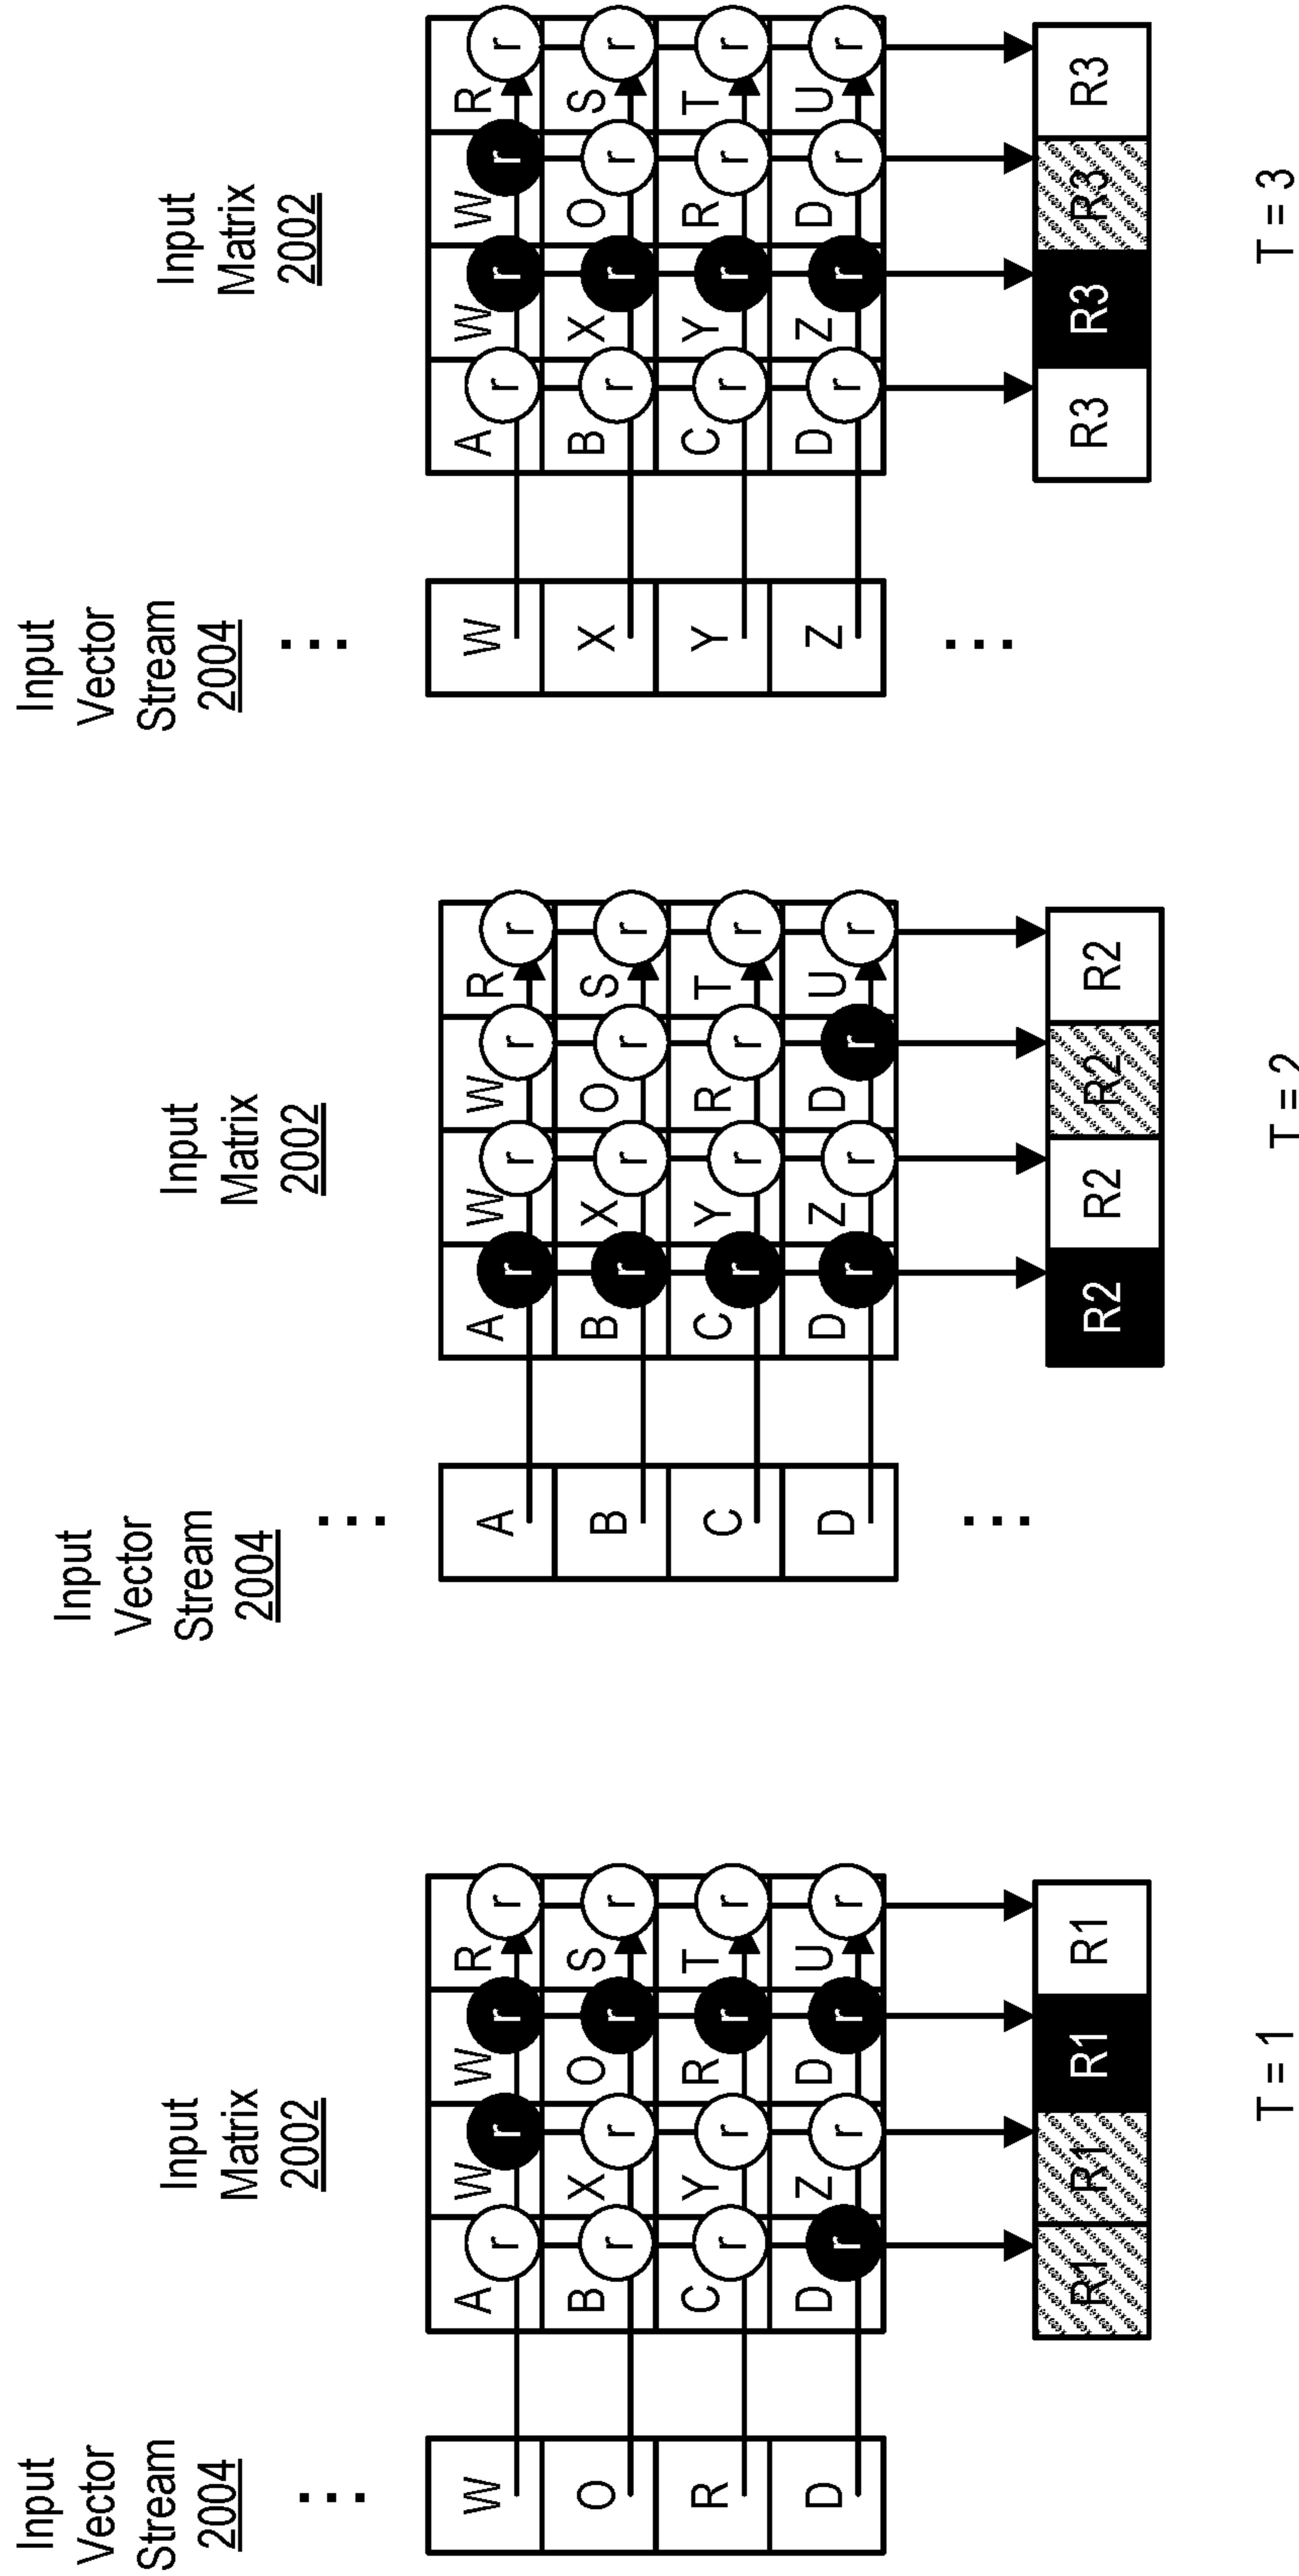 Input
Vector
Stream
2004
...
W
O
R
D
Input
Matrix
2002
A r W r W r R r
B r X r O r S r
C r Y r R r T r
D r Z r D r U r
R1 R1 R1 R1
T = 1
Input
Vector
Stream
2004
...
A
B
C
D
...
Input
Matrix
2002
A r W r W r R r
B r X r O r S r
C r Y r R r T r
D r Z r D r U r
R2 R2 R2 R2
T = 2
Input
Vector
Stream
2004
...
W
X
Y
Z
...
Input
Matrix
2002
A r W r W r R r
B r X r O r S r
C r Y r R r T r
D r Z r D r U r
R3 R3 R3 R3
T = 3